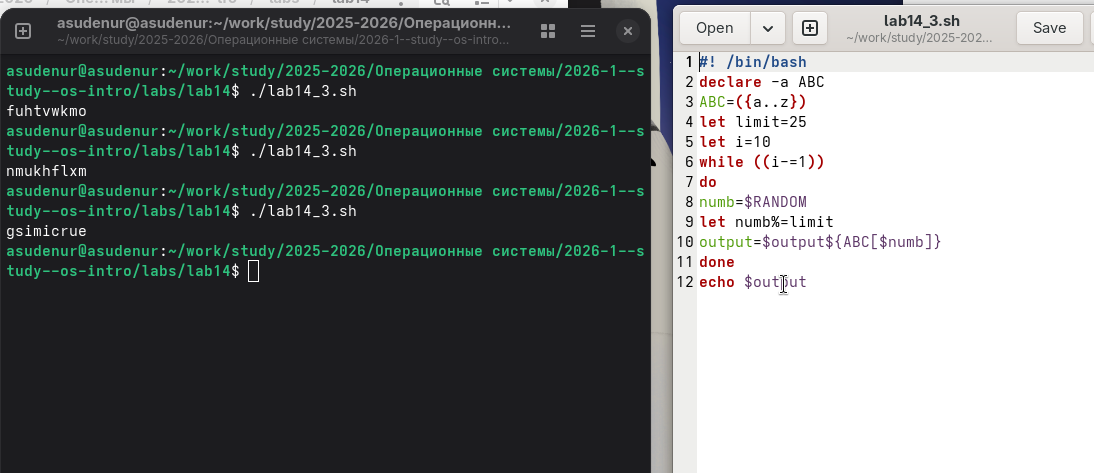 asudenur@asudenur:~/work/study/2025-2026/Операционн...
~/work/study/2025-2026/Операционные системы/2026-1--study--os-intro...
asudenur@asudenur:~/work/study/2025-2026/Операционные системы/2026-1--s
tudy--os-intro/labs/lab14$ ./lab14_3.sh
fuhtvwkmo
asudenur@asudenur:~/work/study/2025-2026/Операционные системы/2026-1--s
tudy--os-intro/labs/lab14$ ./lab14_3.sh
nmukhflxm
asudenur@asudenur:~/work/study/2025-2026/Операционные системы/2026-1--s
tudy--os-intro/labs/lab14$ ./lab14_3.sh
gsimicrue
asudenur@asudenur:~/work/study/2025-2026/Операционные системы/2026-1--s
tudy--os-intro/labs/lab14$
Open
lab14_3.sh
~/work/study/2025-202...
Save
1 #! /bin/bash
2 declare -a ABC
3 ABC=({a..z})
4 let limit=25
5 let i=10
6 while ((i-=1))
7 do
8 numb=$RANDOM
9 let numb%=limit
10 output=$output${ABC[$numb]}
11 done
12 echo $output